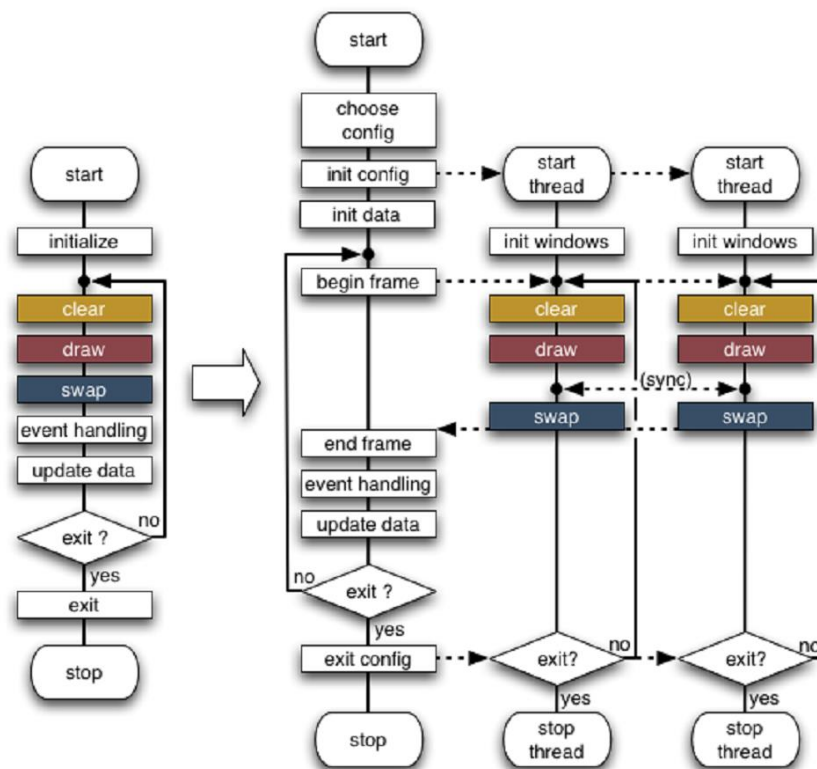 start
initialize
clear
draw
swap
event handling
update data
exit ?
no
yes
exit
stop
start
choose
config
init config
init data
begin frame
end frame
event handling
update data
exit ?
no
yes
exit config
stop
start
thread
init windows
clear
draw
(sync)
swap
exit?
no
yes
stop
thread
start
thread
init windows
clear
draw
swap
exit?
no
yes
stop
thread